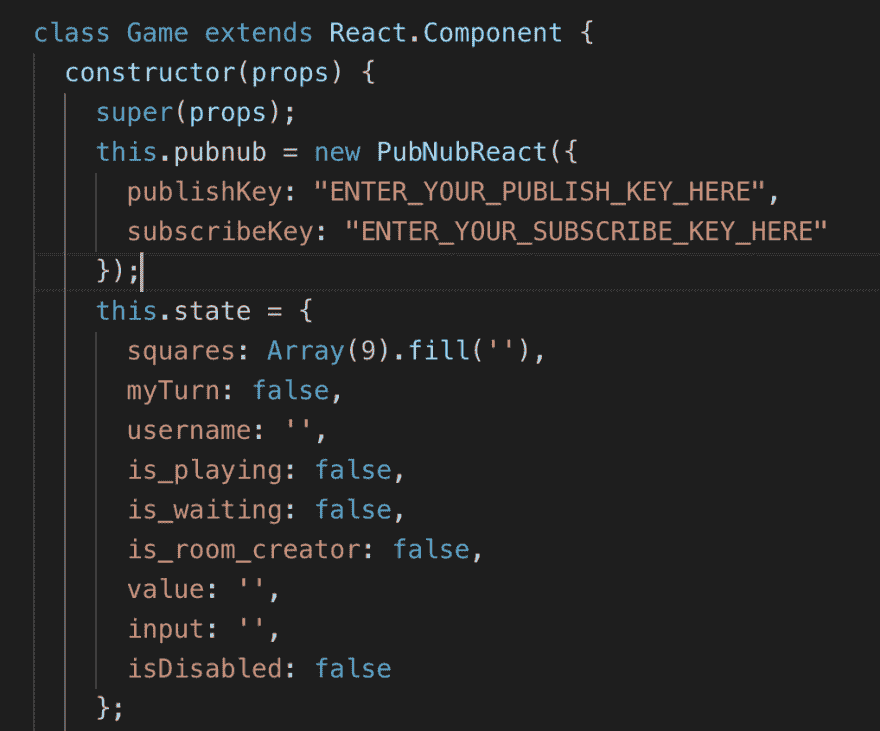 class Game extends React.Component {
constructor(props) {
super(props);
this.pubnub = new PubNubReact({
publishKey: "ENTER_YOUR_PUBLISH_KEY_HERE",
subscribeKey: "ENTER_YOUR_SUBSCRIBE_KEY_HERE"
});
this.state = {
squares: Array(9).fill(''),
myTurn: false,
username: '',
is_playing: false,
is_waiting: false,
is_room_creator: false,
value: '',
input: '',
isDisabled: false
};